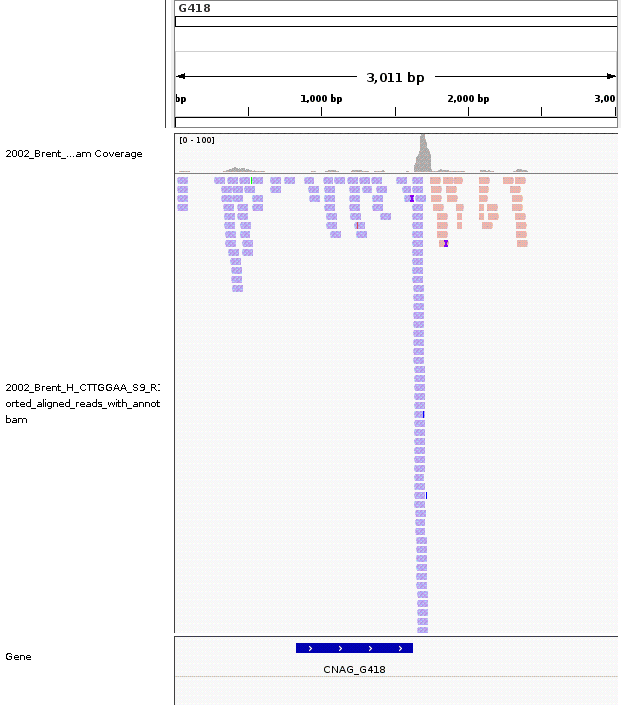 G418
3,011 bp
bp 1,000 bp 2,000 bp 3,00
[0 - 100]
2002_Brent_...am Coverage
2002_Brent_H_CTTGGAA_S9_R
orted_aligned_reads_with_annot
bam
Gene
CNAG_G418